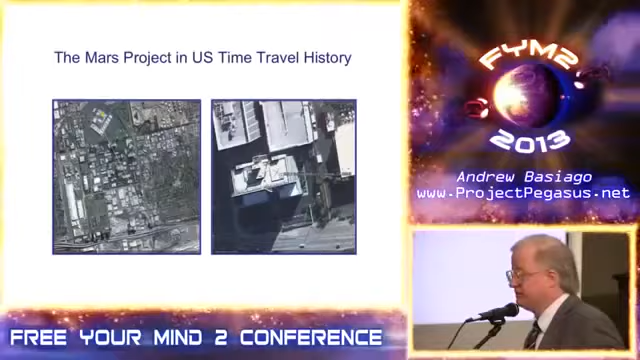 The Mars Project in US Time Travel History
FYM2
2013
Andrew Basiago
www.ProjectPegasus.net
FREE YOUR MIND 2 CONFERENCE